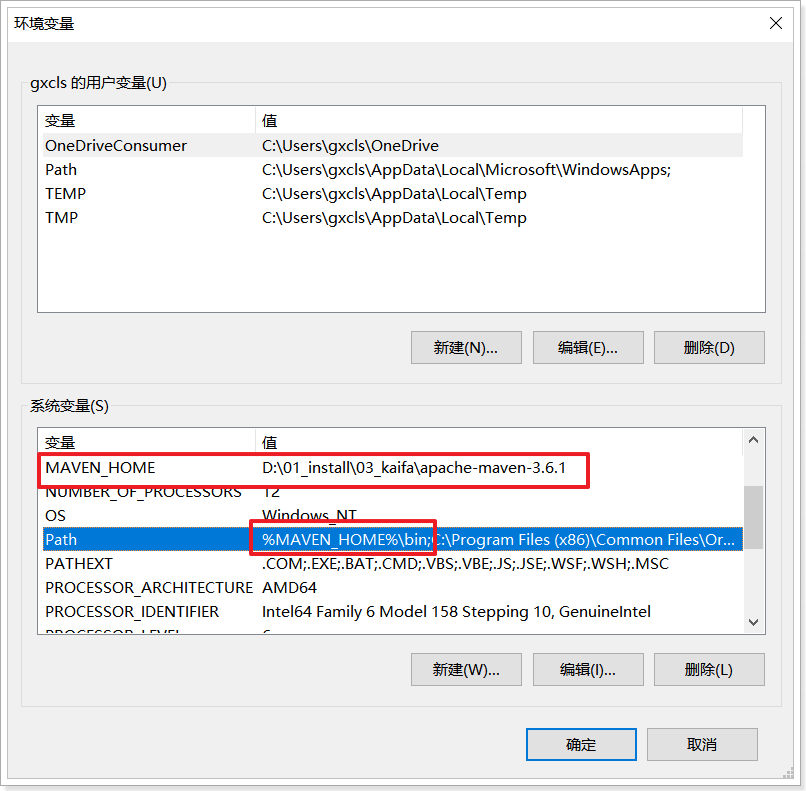 环境变量
gxcls 的用户变量(U)
变量 值
OneDriveConsumer C:\Users\gxcls\OneDrive
Path C:\Users\gxcls\AppData\Local\Microsoft\WindowsApps;
TEMP C:\Users\gxcls\AppData\Local\Temp
TMP C:\Users\gxcls\AppData\Local\Temp
新建(N)... 编辑(E)... 删除(D)
系统变量(S)
变量 值
MAVEN_HOME D:\01_install\03_kaifa\apache-maven-3.6.1
NUMBER_OF_PROCESSORS 12
OS Windows_NT
Path %MAVEN_HOME%\bin;C:\Program Files (x86)\Common Files\Or...
PATHEXT .COM;.EXE;.BAT;.CMD;.VBS;.VBE;.JS;.JSE;.WSF;.WSH;.MSC
PROCESSOR_ARCHITECTURE AMD64
PROCESSOR_IDENTIFIER Intel64 Family 6 Model 158 Stepping 10, GenuineIntel
PROCESSOR_LEVEL 6
新建(W)... 编辑(I)... 删除(L)
确定 取消